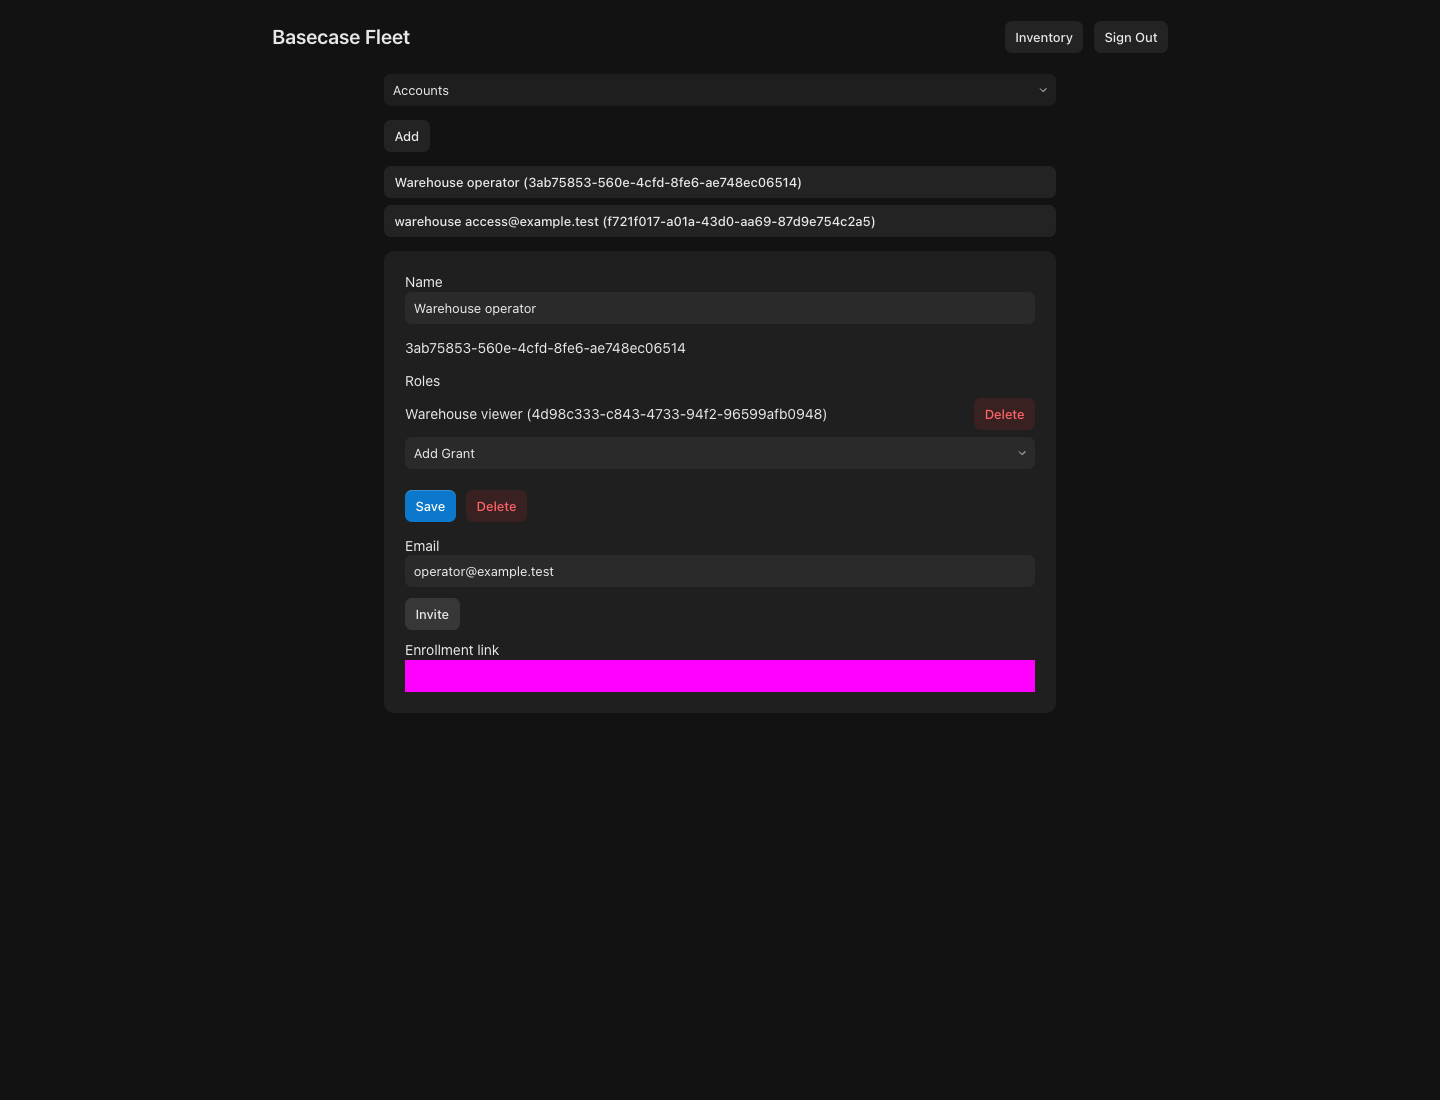 Basecase Fleet
Inventory
Sign Out
Accounts
Add
Warehouse operator (3ab75853-560e-4cfd-8fe6-ae748ec06514)
warehouse access@example.test (f721f017-a01a-43d0-aa69-87d9e754c2a5)
Name
Warehouse operator
3ab75853-560e-4cfd-8fe6-ae748ec06514
Roles
Warehouse viewer (4d98c333-c843-4733-94f2-96599afb0948)
Delete
Add Grant
Save
Delete
Email
operator@example.test
Invite
Enrollment link